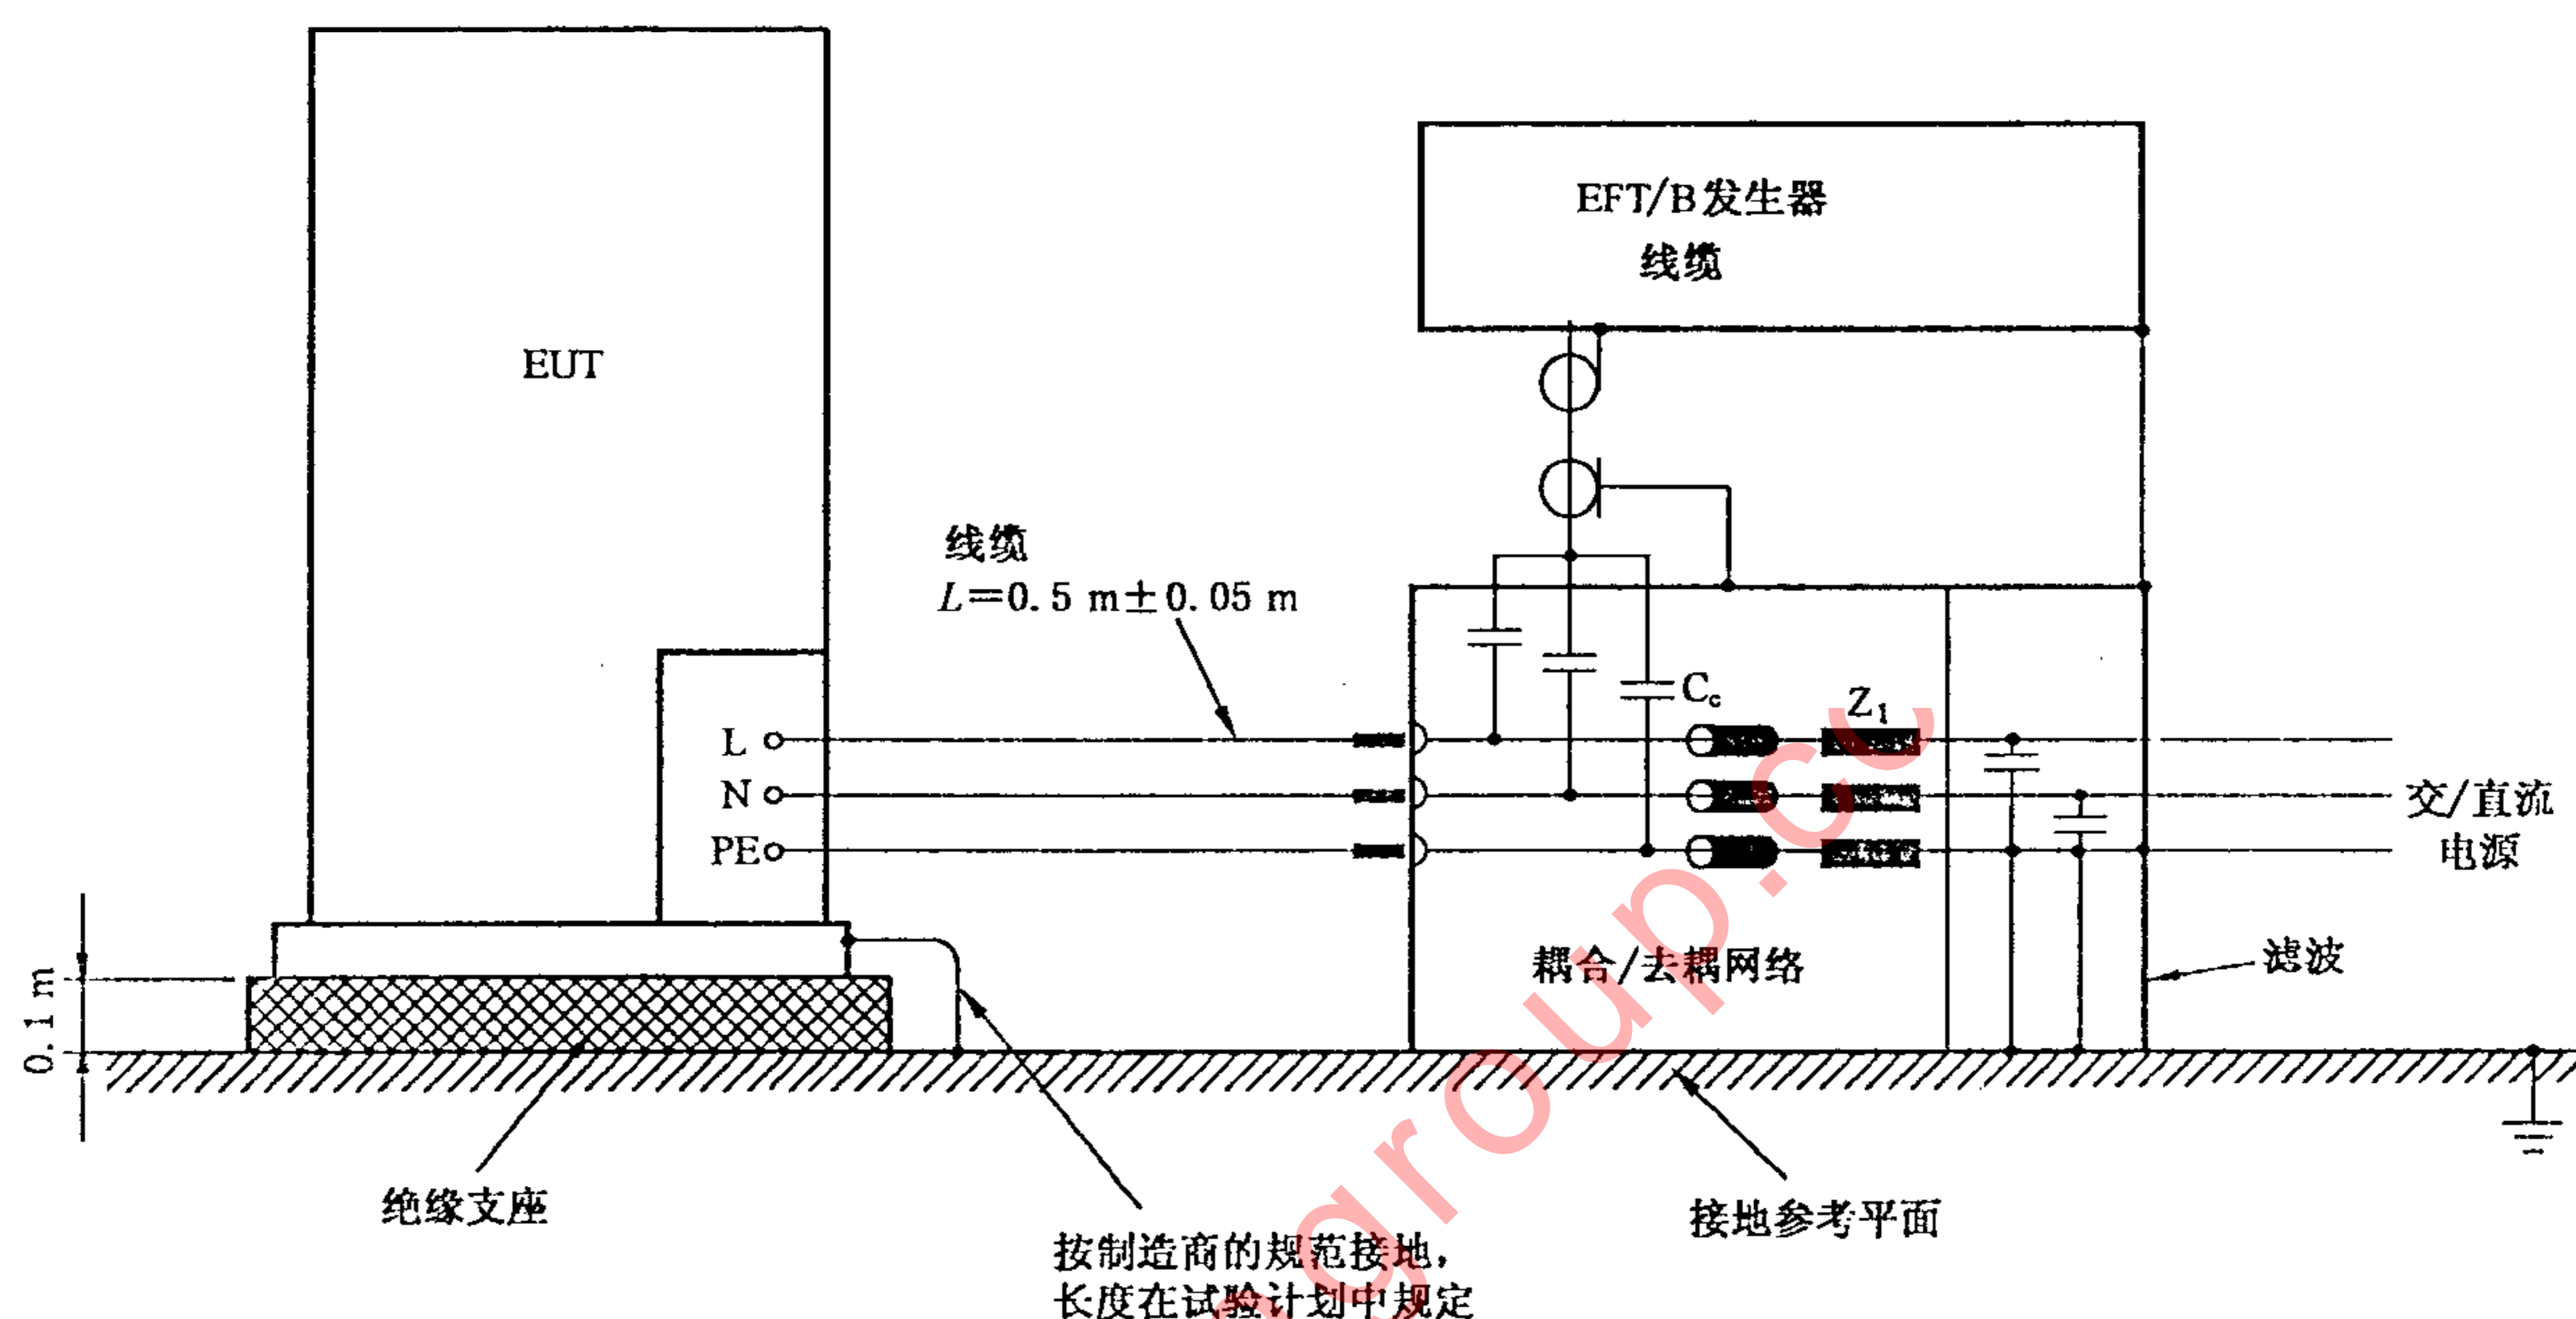 EFT/B发生器
线缆
EUT
线缆
L=0.5 m±0.05 m
Cc
Z1
L
N
PE
交/直流
电源
耦合/去耦网络
滤波
0.1 m
绝缘支座
接地参考平面
按制造商的规范接地,
长度在试验计划中规定
group.c